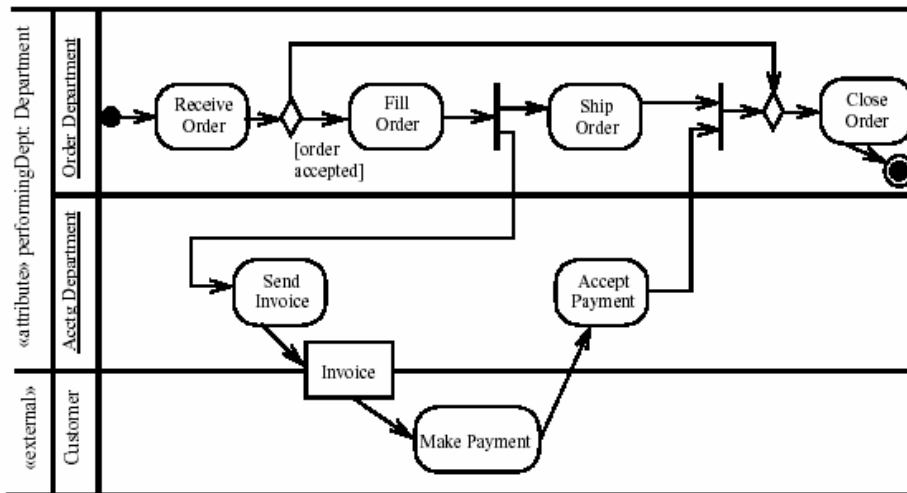 «attribute» performingDept: Department
Order Department
Receive
Order
[order
accepted]
Fill
Order
Ship
Order
Close
Order
Acctg Department
Send
Invoice
Accept
Payment
Invoice
«external»
Customer
Make Payment